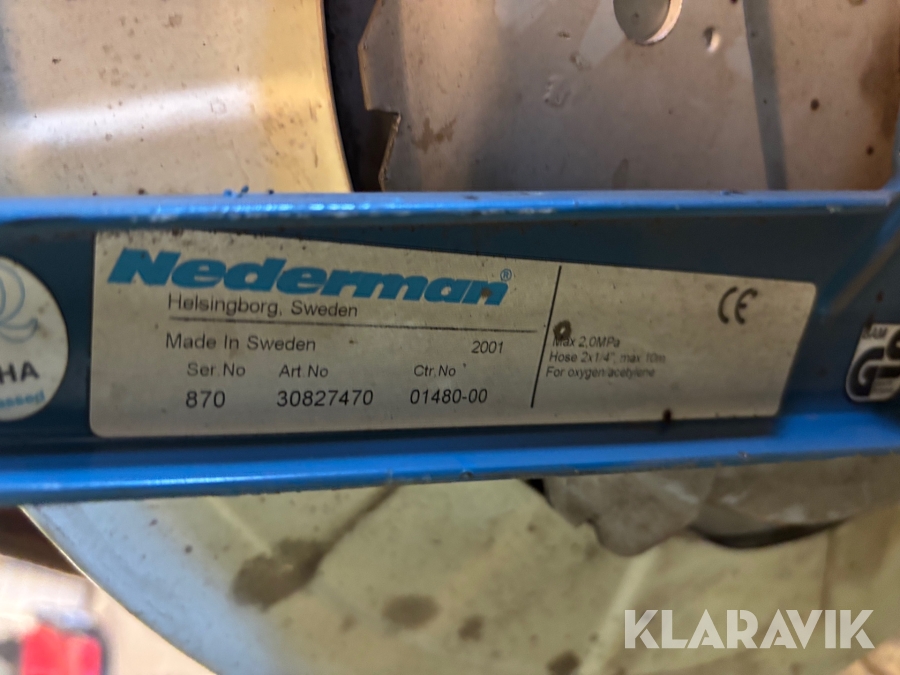 Nederman®
Helsingborg, Sweden
Made In Sweden 2001
Ser.No Art.No Ctr.No
870 30827470 01480-00
CE
Max 2,0MPa
Hose 2x1/4", max 10m
For oxygen/acetylene
HA
GS
KLARAVIK